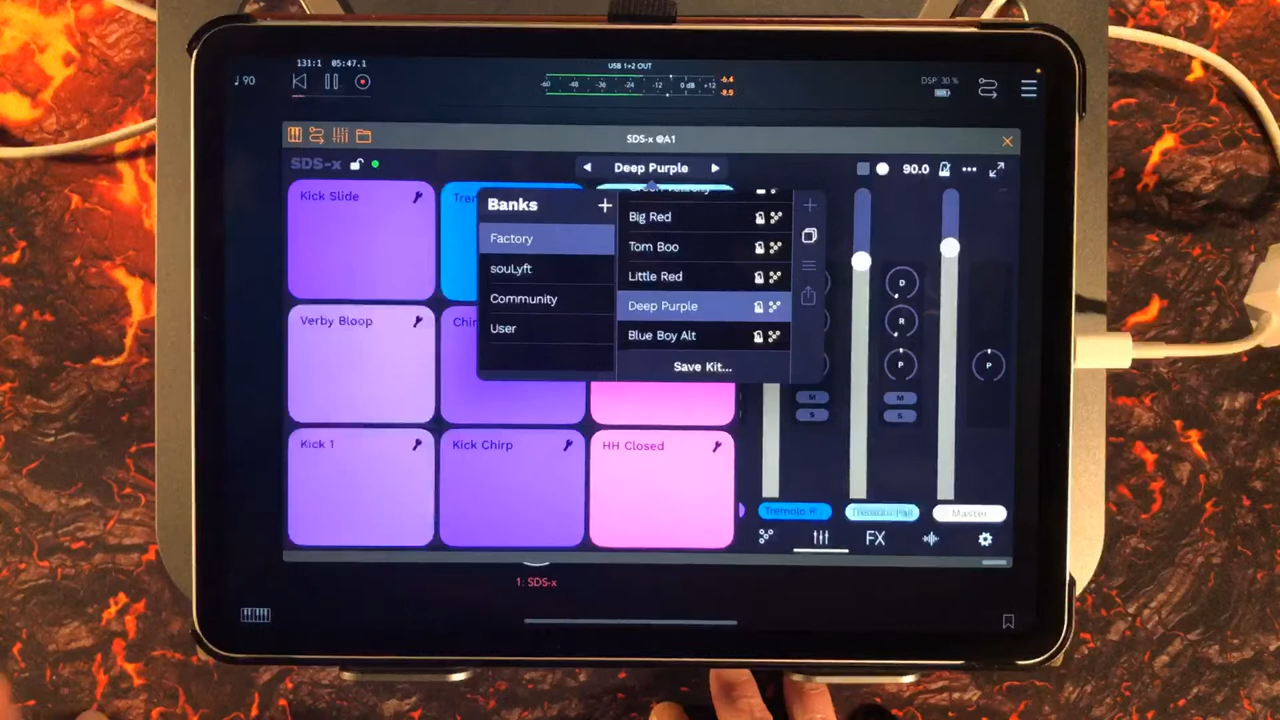 131:1 05:47.1
♩ 90
USB 1+2 OUT
-60 -48 -36 -24 -12 0 dB +12
-6.4
-9.5
DSP 30 %
SDS-x @A1
SDS-x
Deep Purple
90.0
Kick Slide
Verby Bloop
Kick 1
Kick Chirp
HH Closed
Banks
Factory
souLyft
Community
User
Big Red
Tom Boo
Little Red
Deep Purple
Blue Boy Alt
Save Kit...
D
R
P
P
M
S
M
S
Master
FX
1: SDS-x